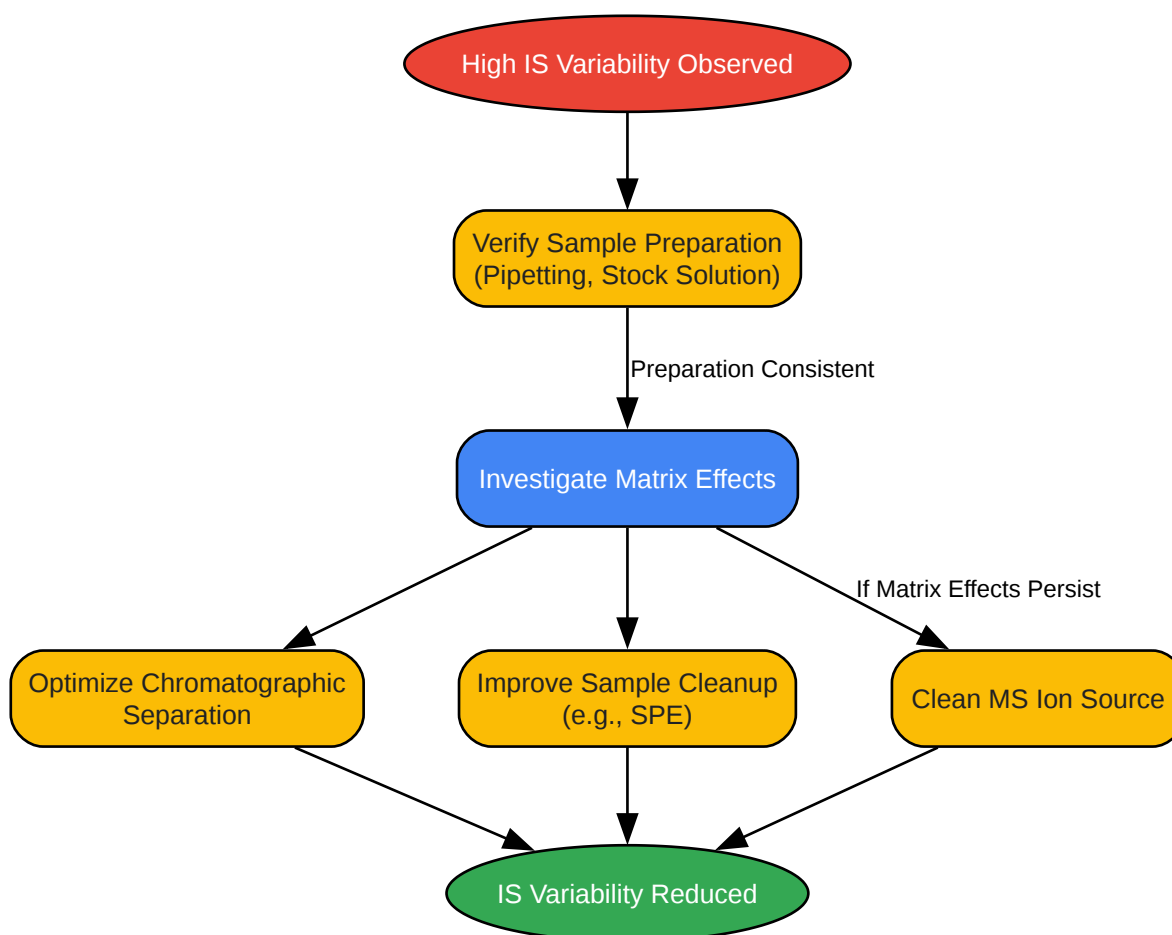 High IS Variability Observed
Verify Sample Preparation
(Pipetting, Stock Solution)
Preparation Consistent
Investigate Matrix Effects
If Matrix Effects Persist
Optimize Chromatographic
Separation
Improve Sample Cleanup
(e.g., SPE)
Clean MS Ion Source
IS Variability Reduced